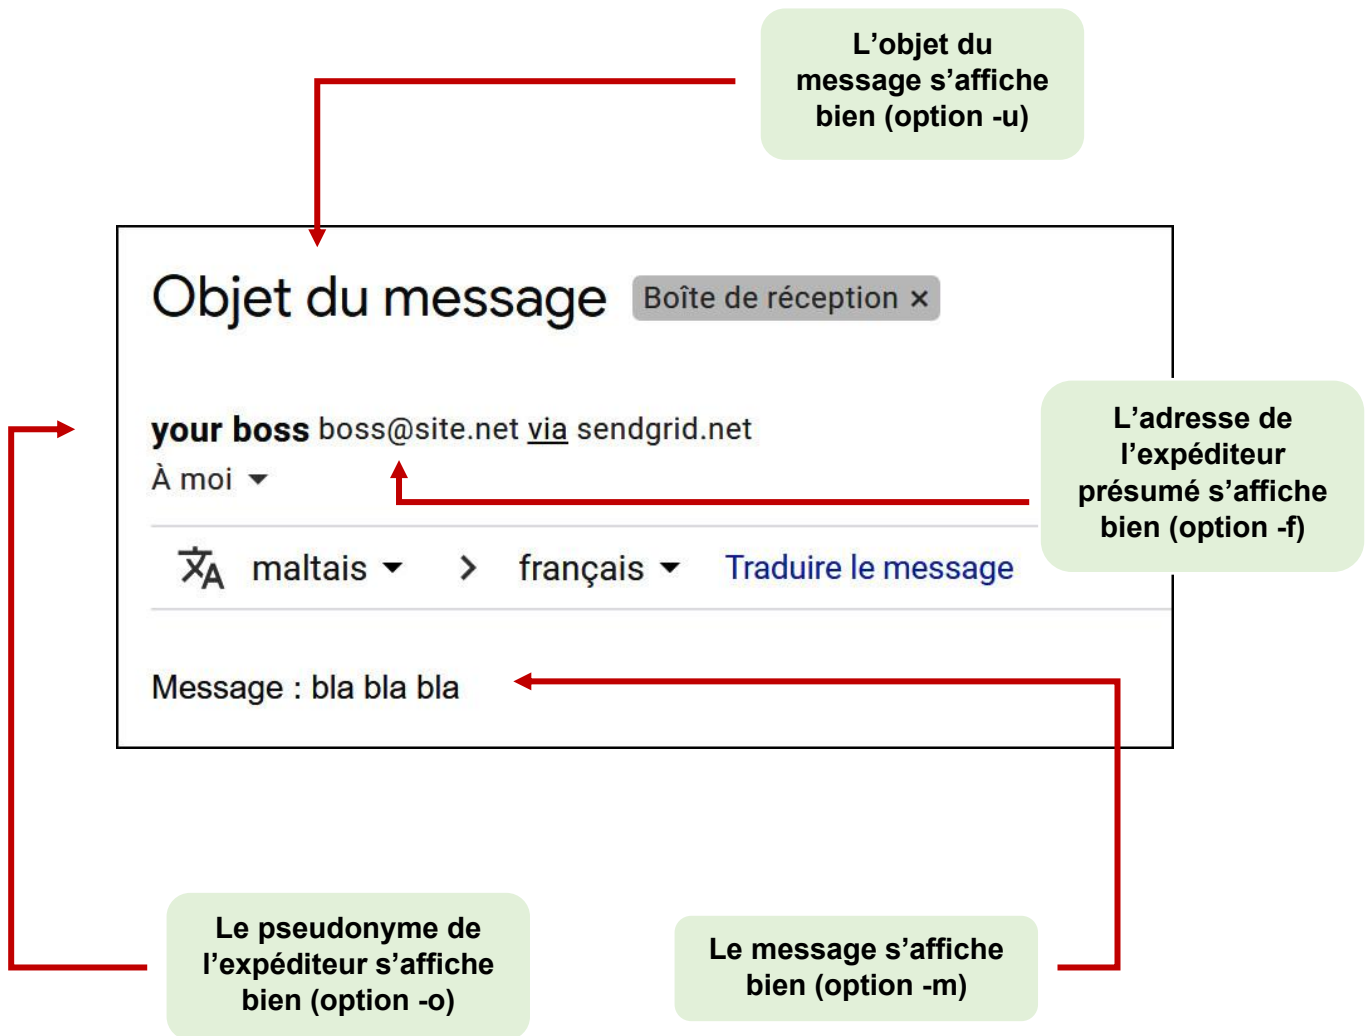 L’objet du
message s’affiche
bien (option -u)
Objet du message Boîte de réception ×
your boss boss@site.net via sendgrid.net
À moi
L’adresse de
l’expéditeur
présumé s’affiche
bien (option -f)
maltais > français Traduire le message
Message : bla bla bla
Le pseudonyme de
l’expéditeur s’affiche
bien (option -o)
Le message s’affiche
bien (option -m)